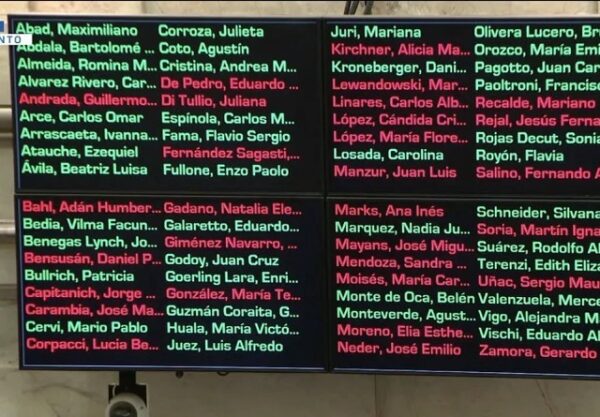 NTO
Abad, Maximiliano
Abdala, Bartolomé ...
Almeida, Romina M...
Alvarez Rivero, Car...
Andrada, Guillermo...
Arce, Carlos Omar
Arrascaeta, Ivanna...
Atauche, Ezequiel
Ávila, Beatriz Luisa
Corroza, Julieta
Coto, Agustín
Cristina, Andrea M...
De Pedro, Eduardo ...
Di Tullio, Juliana
Espínola, Carlos M...
Fama, Flavio Sergio
Fernández Sagasti,...
Fullone, Enzo Paolo
Juri, Mariana
Kirchner, Alicia Ma...
Kroneberger, Dani...
Lewandowski, Mar...
Linares, Carlos Alb...
López, Cándida Cri...
López, María Flore...
Losada, Carolina
Manzur, Juan Luis
Olivera Lucero, Br
Orozco, María Emi
Pagotto, Juan Car
Paoltroni, Francisc
Recalde, Mariano
Rejal, Jesús Ferna
Rojas Decut, Sonia
Royón, Flavia
Salino, Fernando A
Bahl, Adán Humber...
Bedia, Vilma Facun...
Benegas Lynch, Jo...
Bensusán, Daniel P...
Bullrich, Patricia
Capitanich, Jorge ...
Carambia, José Ma...
Cervi, Mario Pablo
Corpacci, Lucia Be...
Gadano, Natalia Ele...
Galaretto, Eduardo...
Giménez Navarro, ...
Godoy, Juan Cruz
Goerling Lara, Enri...
González, María Te...
Guzmán Coraita, G...
Huala, María Victó...
Juez, Luis Alfredo
Marks, Ana Inés
Marquez, Nadia Ju...
Mayans, José Migu...
Mendoza, Sandra ...
Moisés, María Car...
Monte de Oca, Belén
Monteverde, Agust...
Moreno, Elia Esthe...
Neder, José Emilio
Schneider, Silvana
Soria, Martín Igna
Suárez, Rodolfo Al
Terenzi, Edith Eliza
Uñac, Sergio Mau
Valenzuela, Merce
Vigo, Alejandra M
Vischi, Eduardo Al
Zamora, Gerardo